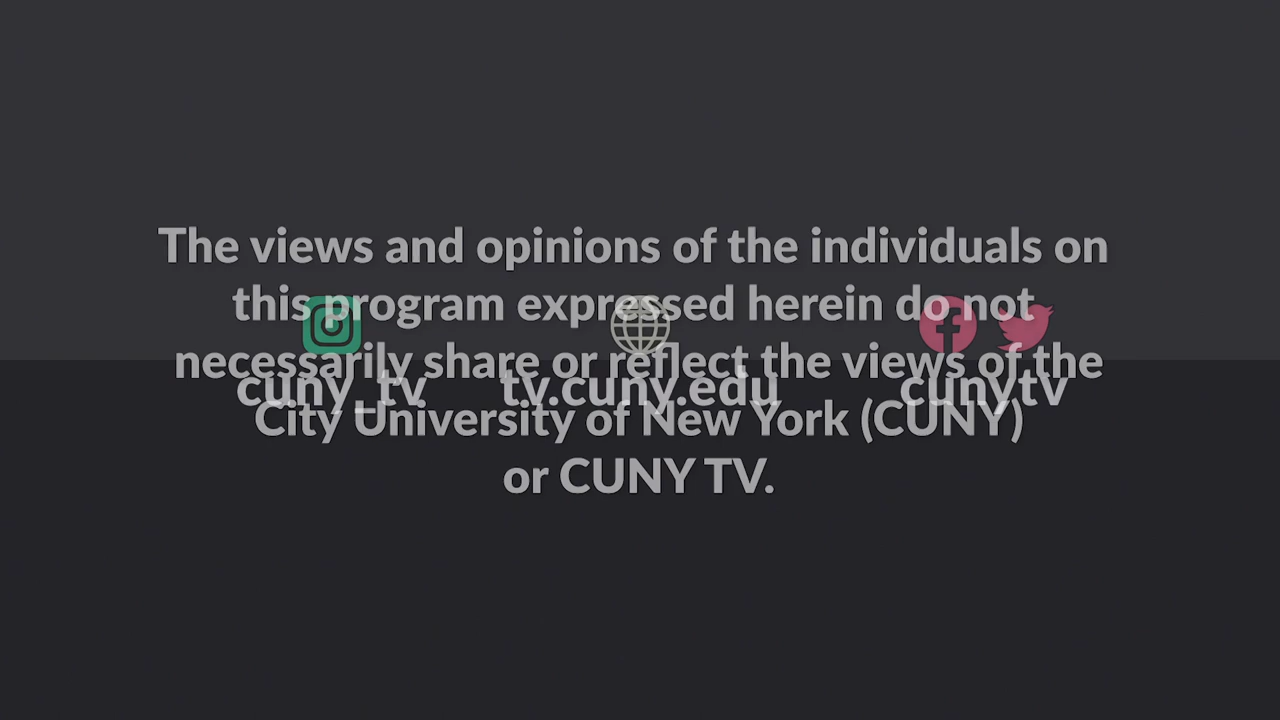 The views and opinions of the individuals on
this program expressed herein do not
necessarily share or reflect the views of the
City University of New York (CUNY)
or CUNY TV.
cuny_tv
tv.cuny.edu
cunytv